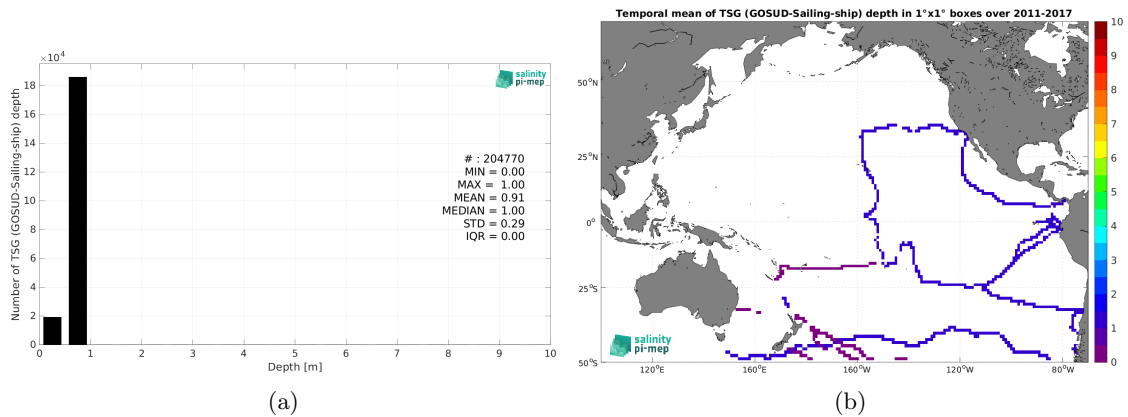 ×10⁴
18
16
14
12
10
8
6
4
2
0
Number of TSG (GOSUD-Sailing-ship) depth
salinity
pi-mep
# : 204770
MIN = 0.00
MAX = 1.00
MEAN = 0.91
MEDIAN = 1.00
STD = 0.29
IQR = 0.00
0 1 2 3 4 5 6 7 8 9 10
Depth [m]
(a)
Temporal mean of TSG (GOSUD-Sailing-ship) depth in 1°x1° boxes over 2011-2017
50°N
25°N
0°
25°S
50°S
salinity
pi-mep
120°E 160°E 160°W 120°W 80°W
10
9
8
7
6
5
4
3
2
1
0
(b)